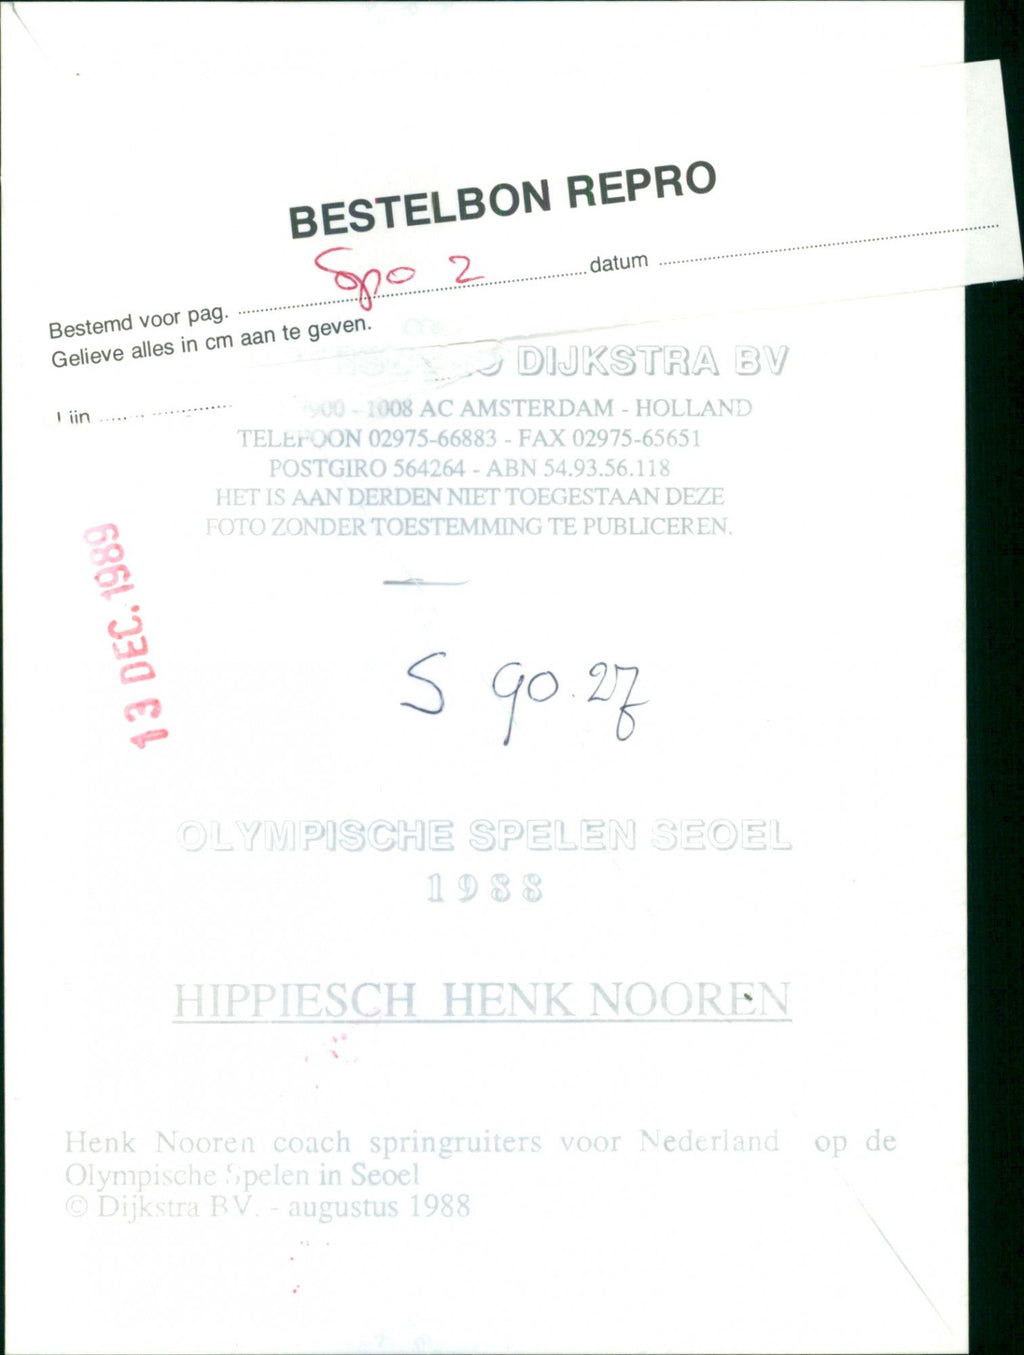 BESTELBON REPRO
Bestemd voor pag. Spo 2 datum
Gelieve alles in cm aan te geven.
DIJKSTRA BV
Lijn
1008 AC AMSTERDAM - HOLLAND
TELEFOON 02975-66883 - FAX 02975-65651
POSTGIRO 564264 - ABN 54.93.56.118
HET IS AAN DERDEN NIET TOEGESTAAN DEZE
FOTO ZONDER TOESTEMMING TE PUBLICEREN.
13 DEC. 1989
S 90.27
OLYMPISCHE SPELEN SEOEL
1988
HIPPIESCH HENK NOOREN
Henk Nooren coach springruiters voor Nederland op de
Olympische Spelen in Seoel
© Dijkstra BV. - augustus 1988